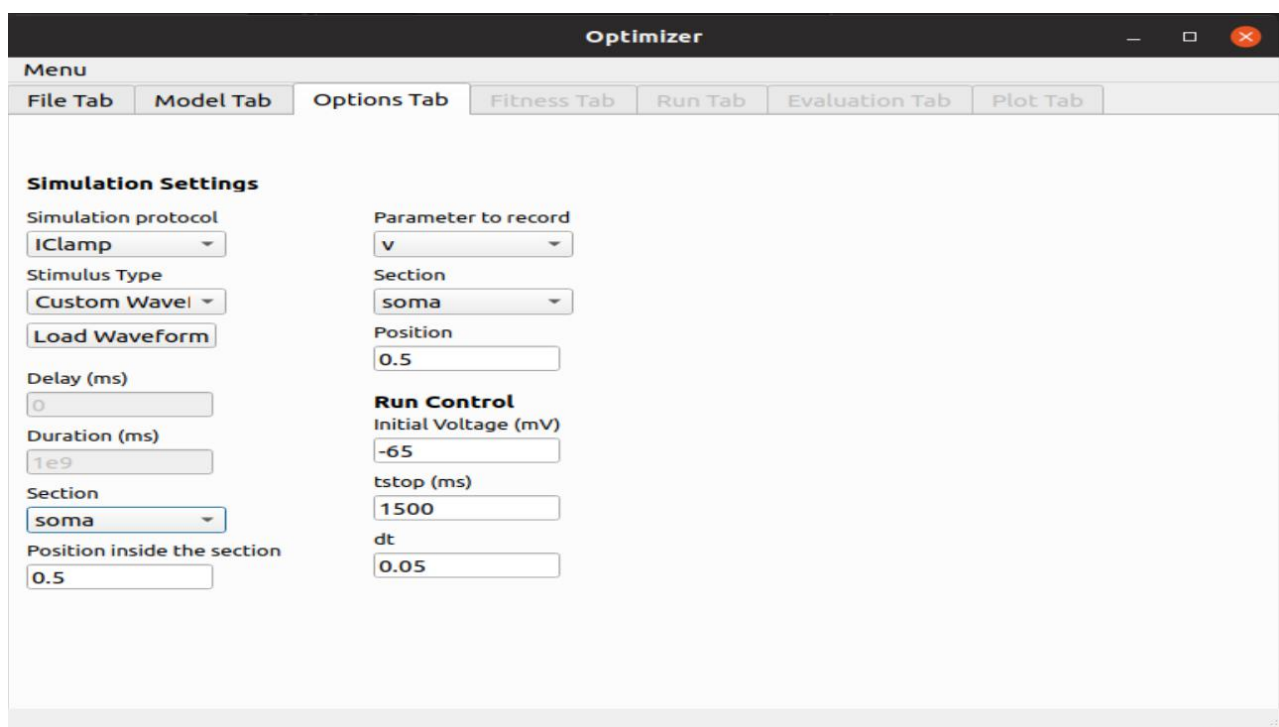 Optimizer
Menu
File Tab Model Tab Options Tab Fitness Tab Run Tab Evaluation Tab Plot Tab
Simulation Settings
Simulation protocol
IClamp
Stimulus Type
Custom Wavel
Load Waveform
Delay (ms)
0
Duration (ms)
1e9
Section
soma
Position inside the section
0.5
Parameter to record
v
Section
soma
Position
0.5
Run Control
Initial Voltage (mV)
-65
tstop (ms)
1500
dt
0.05